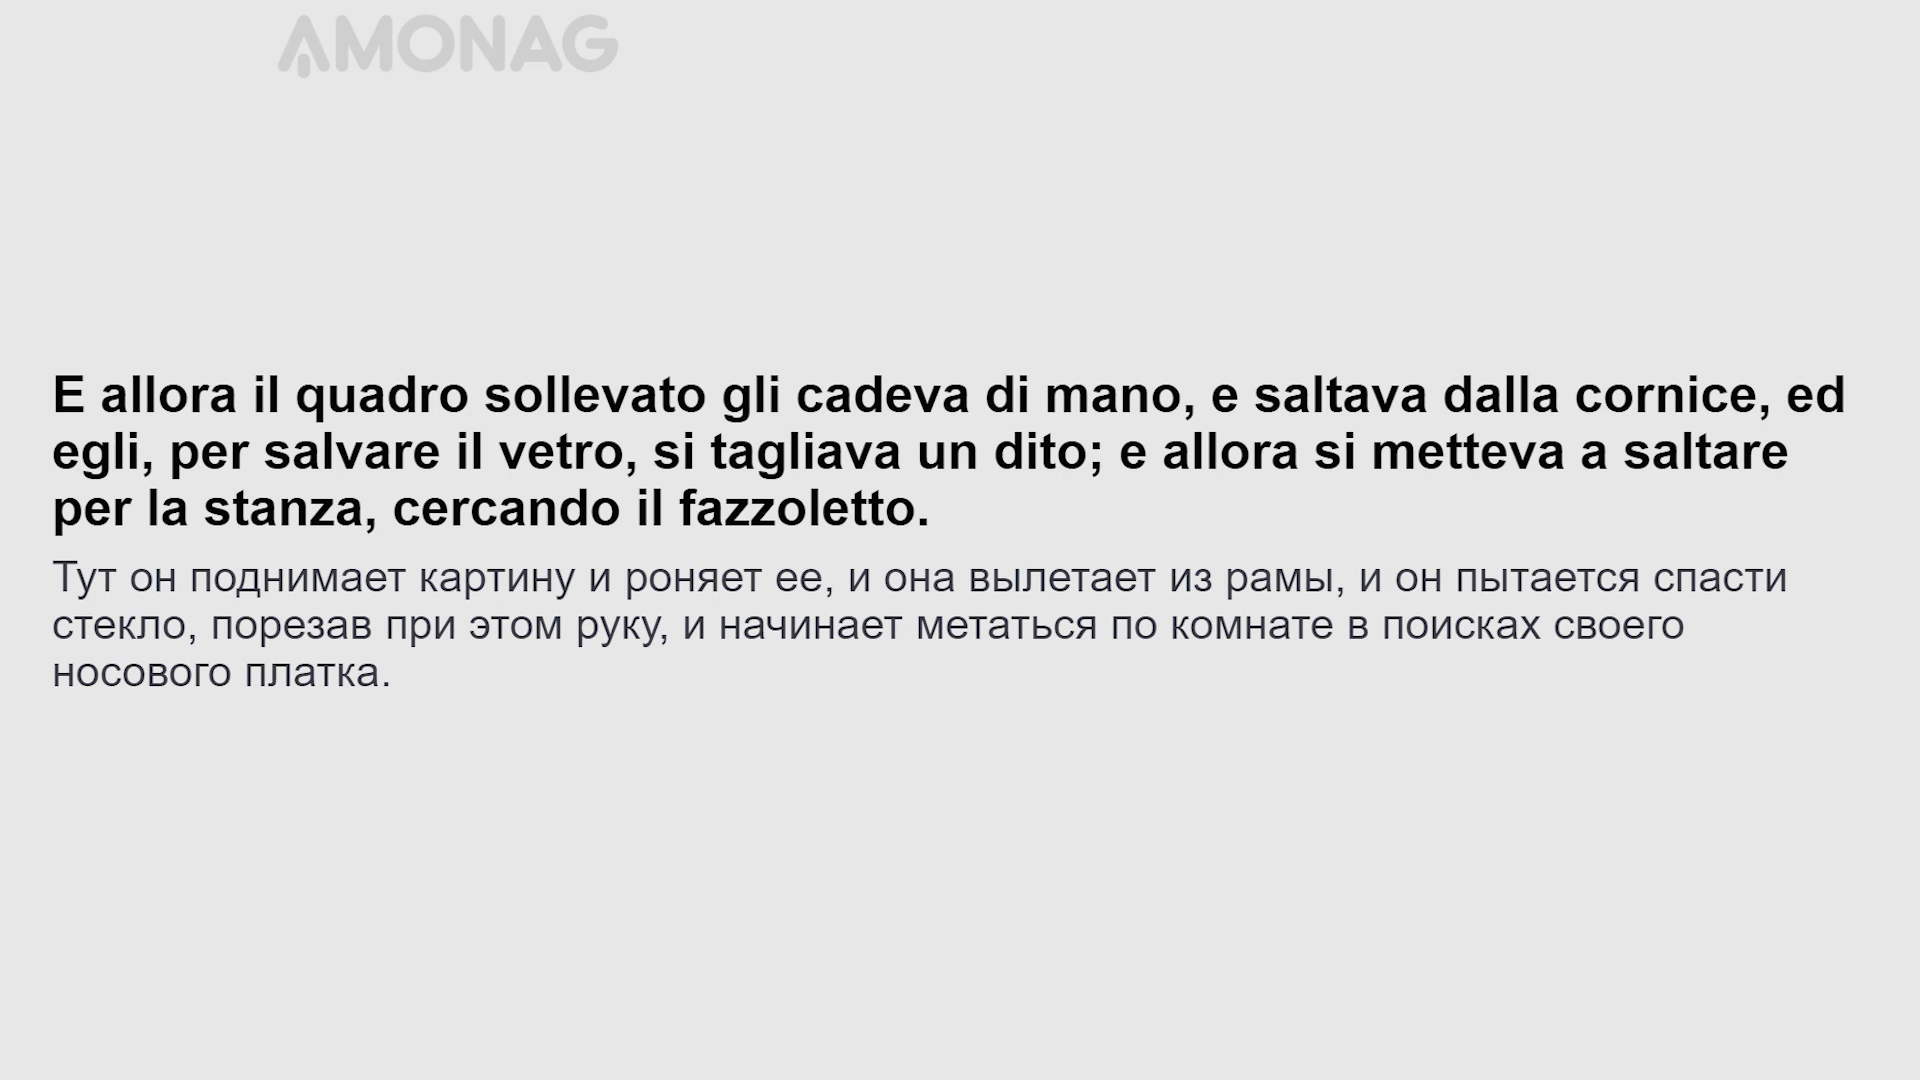 AMONAG
E allora il quadro sollevato gli cadeva di mano, e saltava dalla cornice, ed
egli, per salvare il vetro, si tagliava un dito; e allora si metteva a saltare
per la stanza, cercando il fazzoletto.
Тут он поднимает картину и роняет ее, и она вылетает из рамы, и он пытается спасти
стекло, порезав при этом руку, и начинает метаться по комнате в поисках своего
носового платка.